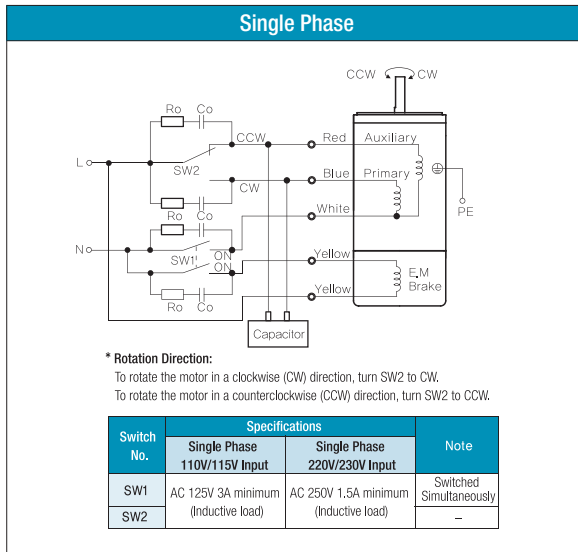 Single Phase
CCW CW
Ro Co
CCW
Red Auxiliary
L
SW2
Blue Primary
CW
Ro Co
White
PE
Ro Co
N
SW1
ON
ON
Yellow
E.M
Brake
Yellow
Ro Co
Capacitor
* Rotation Direction:
To rotate the motor in a clockwise (CW) direction, turn SW2 to CW.
To rotate the motor in a counterclockwise (CCW) direction, turn SW2 to CCW.
Switch No.
Specifications
Note
Single Phase 110V/115V Input
Single Phase 220V/230V Input
SW1
AC 125V 3A minimum
(Inductive load)
AC 250V 1.5A minimum
(Inductive load)
Switched
Simultaneously
SW2
–